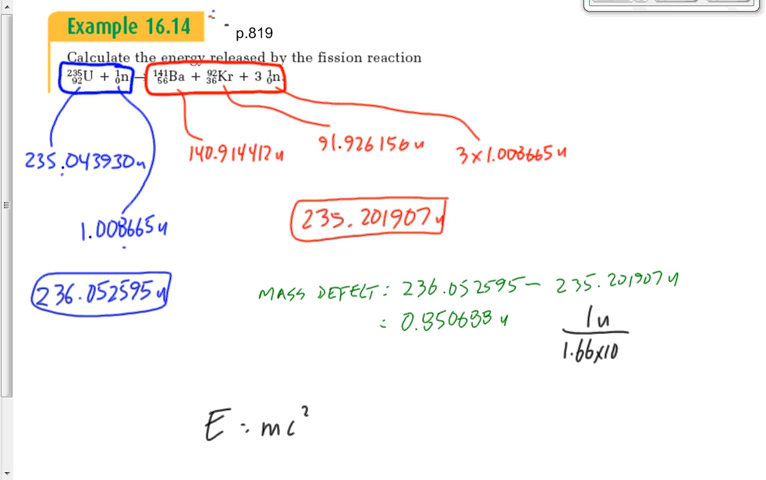 Example 16.14
p.819
Calculate the energy released by the fission reaction
²³⁵₉₂U + ¹₀n → ¹⁴¹₅₆Ba + ⁹²₃₆Kr + 3 ¹₀n
235.043930u
140.914412u
91.926156u
3 x 1.008665u
1.008665u
235.201907u
236.052595u
MASS DEFECT: 236.052595 - 235.201907u
= 0.850688u
1u
1.66x10
E = mc²